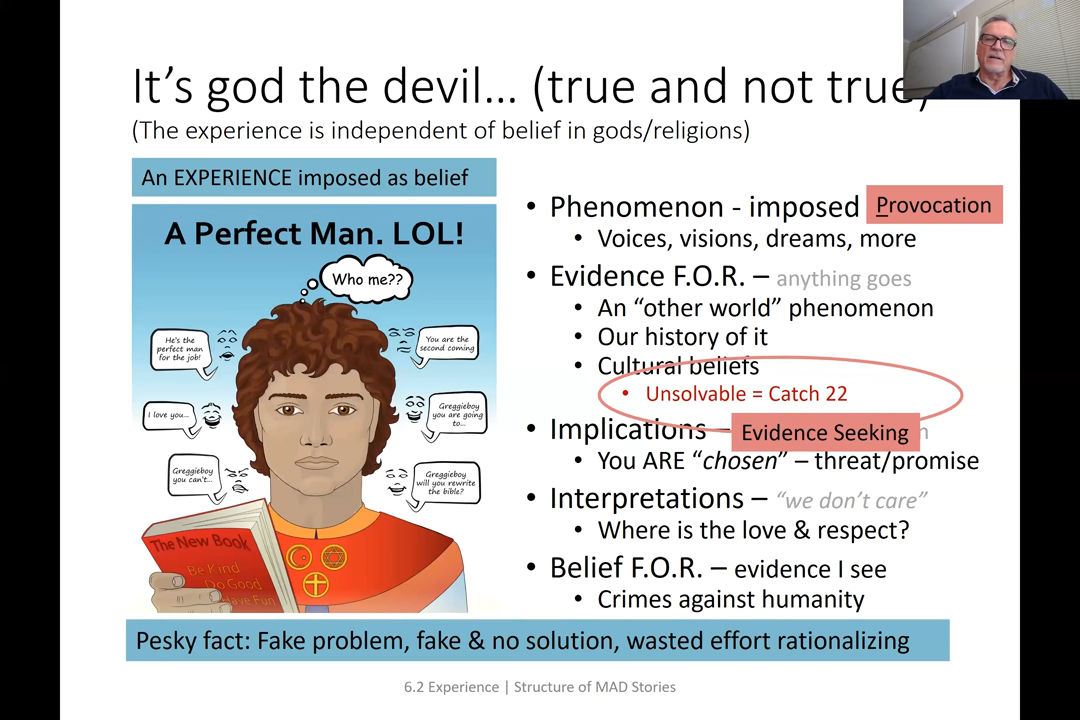 It’s god the devil… (true and not true)
(The experience is independent of belief in gods/religions)
An EXPERIENCE imposed as belief
A Perfect Man. LOL!
Who me??
He's the
perfect man
for the job!
You are the
second coming
I love you...
Greggieboy
you are going
to...
Greggieboy
you can't...
Greggieboy
will you rewrite
the bible?
The New Book
Be Kind
Do Good
Have Fun
• Phenomenon - imposed
Provocation
• Voices, visions, dreams, more
• Evidence F.O.R. – anything goes
• An “other world” phenomenon
• Our history of it
• Cultural beliefs
• Unsolvable = Catch 22
• Implications –
Evidence Seeking
• You ARE “chosen” – threat/promise
• Interpretations – “we don’t care”
• Where is the love & respect?
• Belief F.O.R. – evidence I see
• Crimes against humanity
Pesky fact: Fake problem, fake & no solution, wasted effort rationalizing
6.2 Experience | Structure of MAD Stories